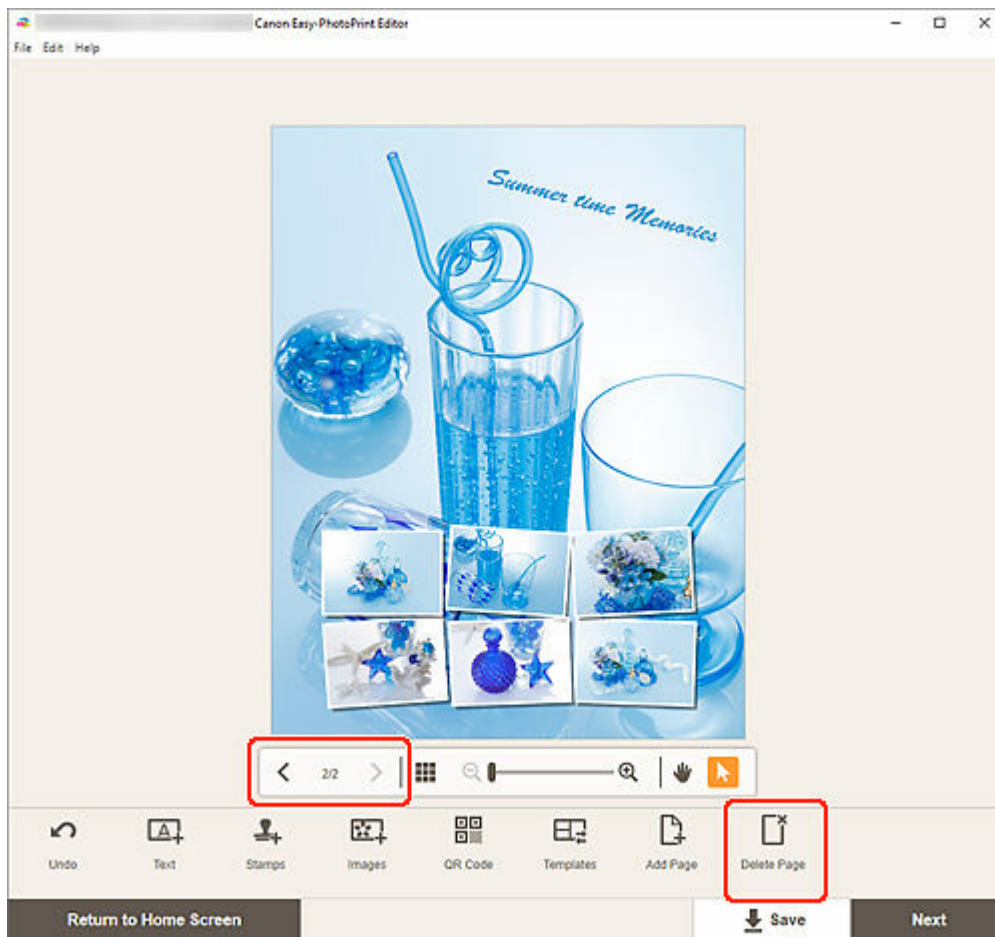 Canon Easy-PhotoPrint Editor
File Edit Help
Summer time Memories
2/2
Undo
Text
Stamps
Images
QR Code
Templates
Add Page
Delete Page
Return to Home Screen
Save
Next